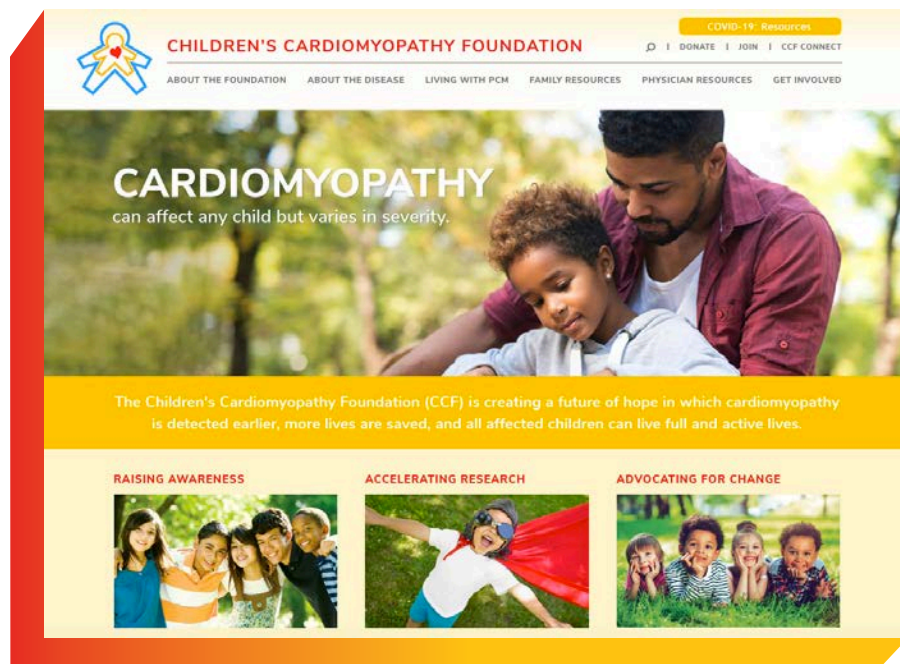 COVID-19: Resources
CHILDREN'S CARDIOMYOPATHY FOUNDATION
| DONATE | JOIN | CCF CONNECT
ABOUT THE FOUNDATION ABOUT THE DISEASE LIVING WITH PCM FAMILY RESOURCES PHYSICIAN RESOURCES GET INVOLVED
CARDIOMYOPATHY
can affect any child but varies in severity.
The Children's Cardiomyopathy Foundation (CCF) is creating a future of hope in which cardiomyopathy
is detected earlier, more lives are saved, and all affected children can live full and active lives.
RAISING AWARENESS ACCELERATING RESEARCH ADVOCATING FOR CHANGE